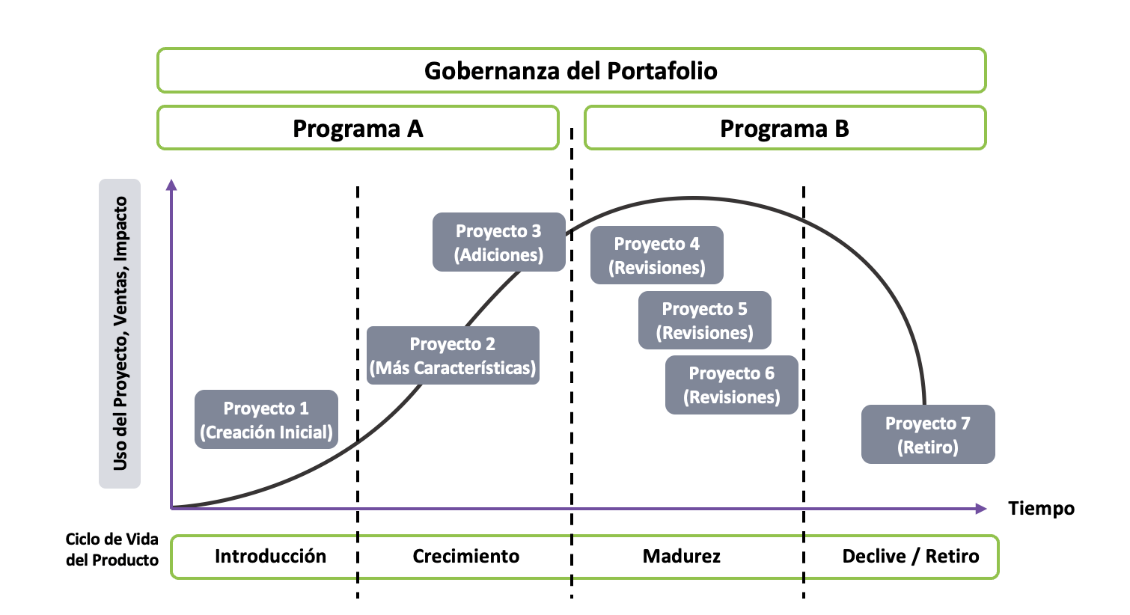 Gobernanza del Portafolio
Programa A
Programa B
Uso del Proyecto, Ventas, Impacto
Proyecto 1
(Creación Inicial)
Proyecto 2
(Más Características)
Proyecto 3
(Adiciones)
Proyecto 4
(Revisiones)
Proyecto 5
(Revisiones)
Proyecto 6
(Revisiones)
Proyecto 7
(Retiro)
Tiempo
Ciclo de Vida
del Producto
Introducción
Crecimiento
Madurez
Declive / Retiro